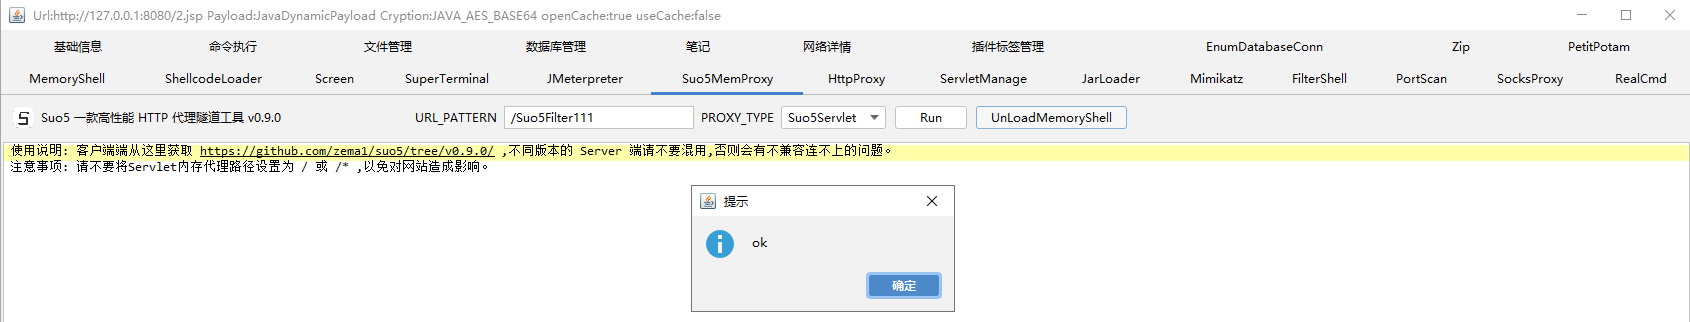 Url:http://127.0.0.1:8080/2.jsp Payload:JavaDynamicPayload Cryption:JAVA_AES_BASE64 openCache:true useCache:false
基础信息 命令执行 文件管理 数据库管理 笔记 网络详情 插件标签管理 EnumDatabaseConn Zip PetitPotam
MemoryShell ShellcodeLoader Screen SuperTerminal JMeterpreter Suo5MemProxy HttpProxy ServletManage JarLoader Mimikatz FilterShell PortScan SocksProxy RealCmd
Suo5 一款高性能 HTTP 代理隧道工具 v0.9.0 URL_PATTERN /Suo5Filter111 PROXY_TYPE Suo5Servlet Run UnLoadMemoryShell
使用说明: 客户端端从这里获取 https://github.com/zema1/suo5/tree/v0.9.0/ ,不同版本的 Server 端请不要混用,否则会有不兼容连不上的问题。
注意事项: 请不要将Servlet内存代理路径设置为 / 或 /* ,以免对网站造成影响。
提示
ok
确定